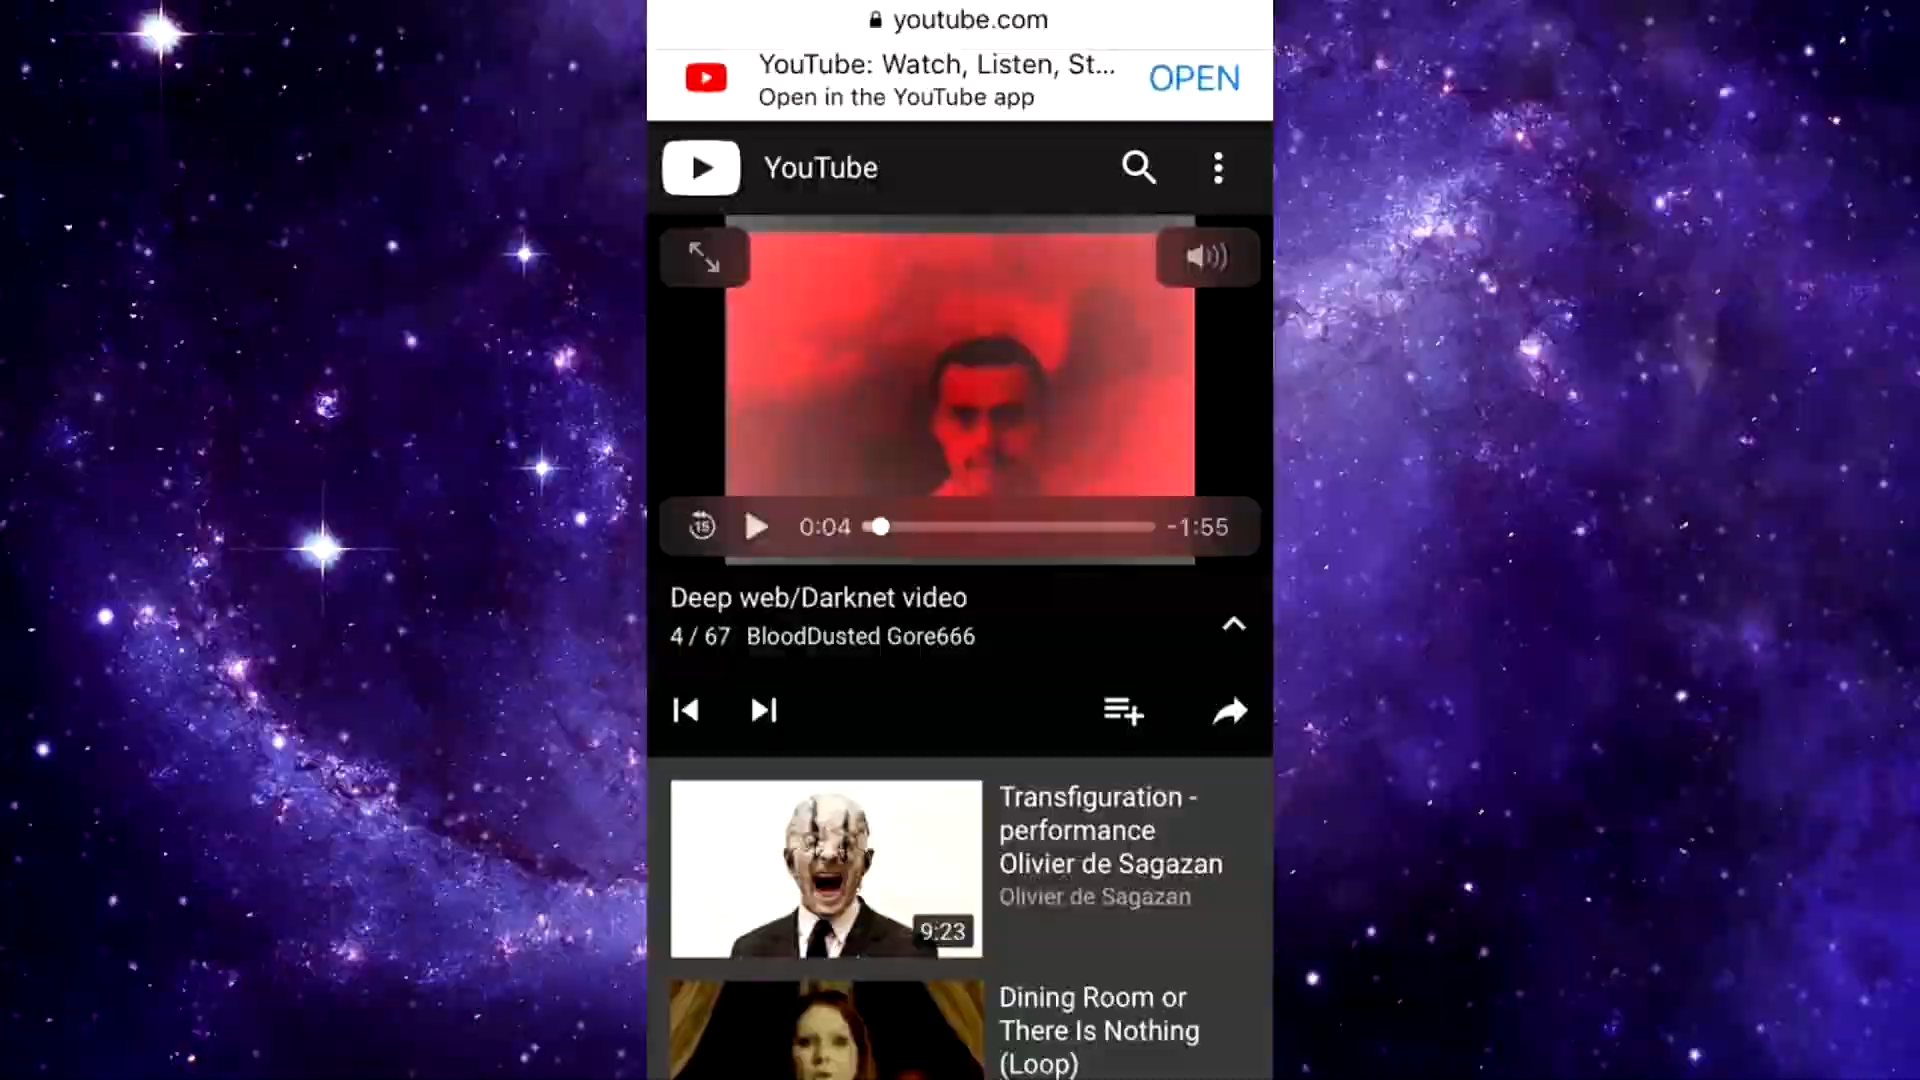 youtube.com
YouTube: Watch, Listen, St...
Open in the YouTube app
OPEN
YouTube
15
0:04
-1:55
Deep web/Darknet video
4 / 67 BloodDusted Gore666
9:23
Transfiguration -
performance
Olivier de Sagazan
Olivier de Sagazan
Dining Room or
There Is Nothing
(Loop)